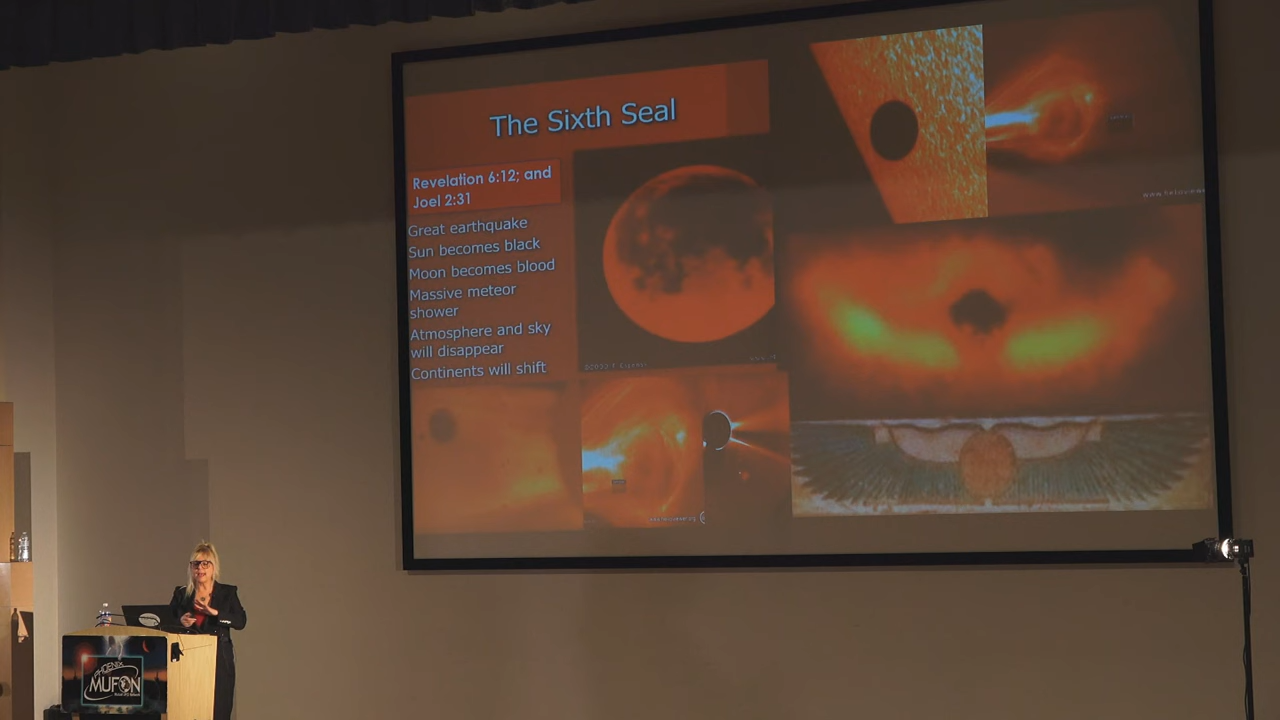 The Sixth Seal
Revelation 6:12; and
Joel 2:31
Great earthquake
Sun becomes black
Moon becomes blood
Massive meteor
shower
Atmosphere and sky
will disappear
Continents will shift
PHOENIX
MUFON